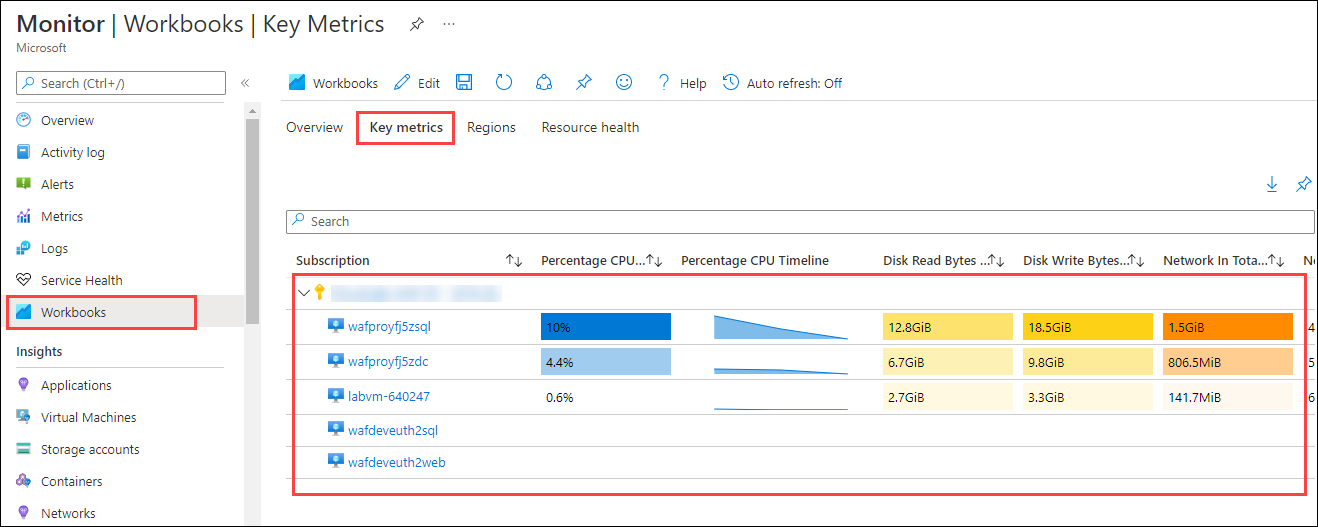 Monitor | Workbooks | Key Metrics ...
Microsoft
Search (Ctrl+/) «
Workbooks Edit ? Help Auto refresh: Off
Overview
Activity log
Alerts
Metrics
Logs
Service Health
Workbooks
Insights
Applications
Virtual Machines
Storage accounts
Containers
Networks
Overview Key metrics Regions Resource health
Search
Subscription ↑↓ Percentage CPU...↑↓ Percentage CPU Timeline Disk Read Bytes ...↑↓ Disk Write Bytes...↑↓ Network In Tota...↑↓
wafproyfj5zsql 10% 12.8GiB 18.5GiB 1.5GiB 4
wafproyfj5zdc 4.4% 6.7GiB 9.8GiB 806.5MiB 5
labvm-640247 0.6% 2.7GiB 3.3GiB 141.7MiB 6
wafdeveuth2sql
wafdeveuth2web